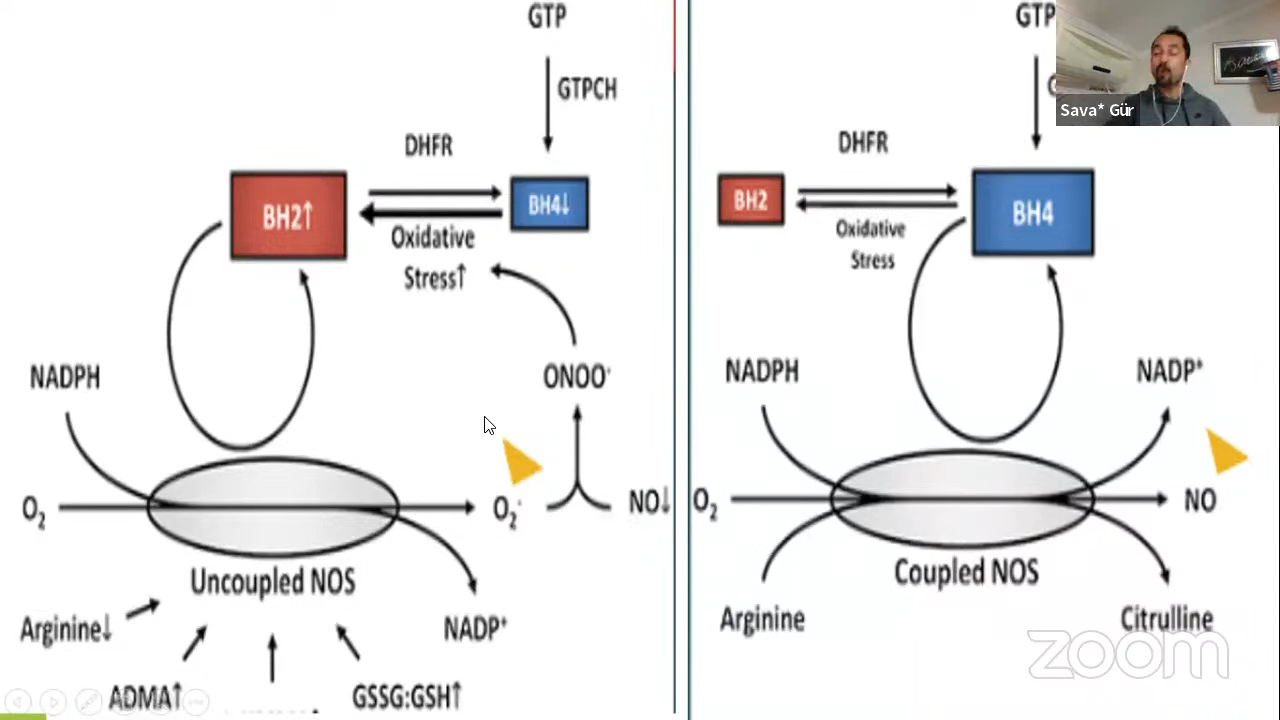 GTP
GTPCH
DHFR
BH2↑
BH4↓
Oxidative
Stress↑
NADPH
ONOO⁻
O₂
O₂⁻
NO↓
Uncoupled NOS
Arginine↓
NADP⁺
ADMA↑
GSSG:GSH↑
GTP
Sava* Gür
DHFR
BH2
BH4
Oxidative
Stress
NADPH
NADP⁺
O₂
NO
Coupled NOS
Arginine
Citrulline
zoom